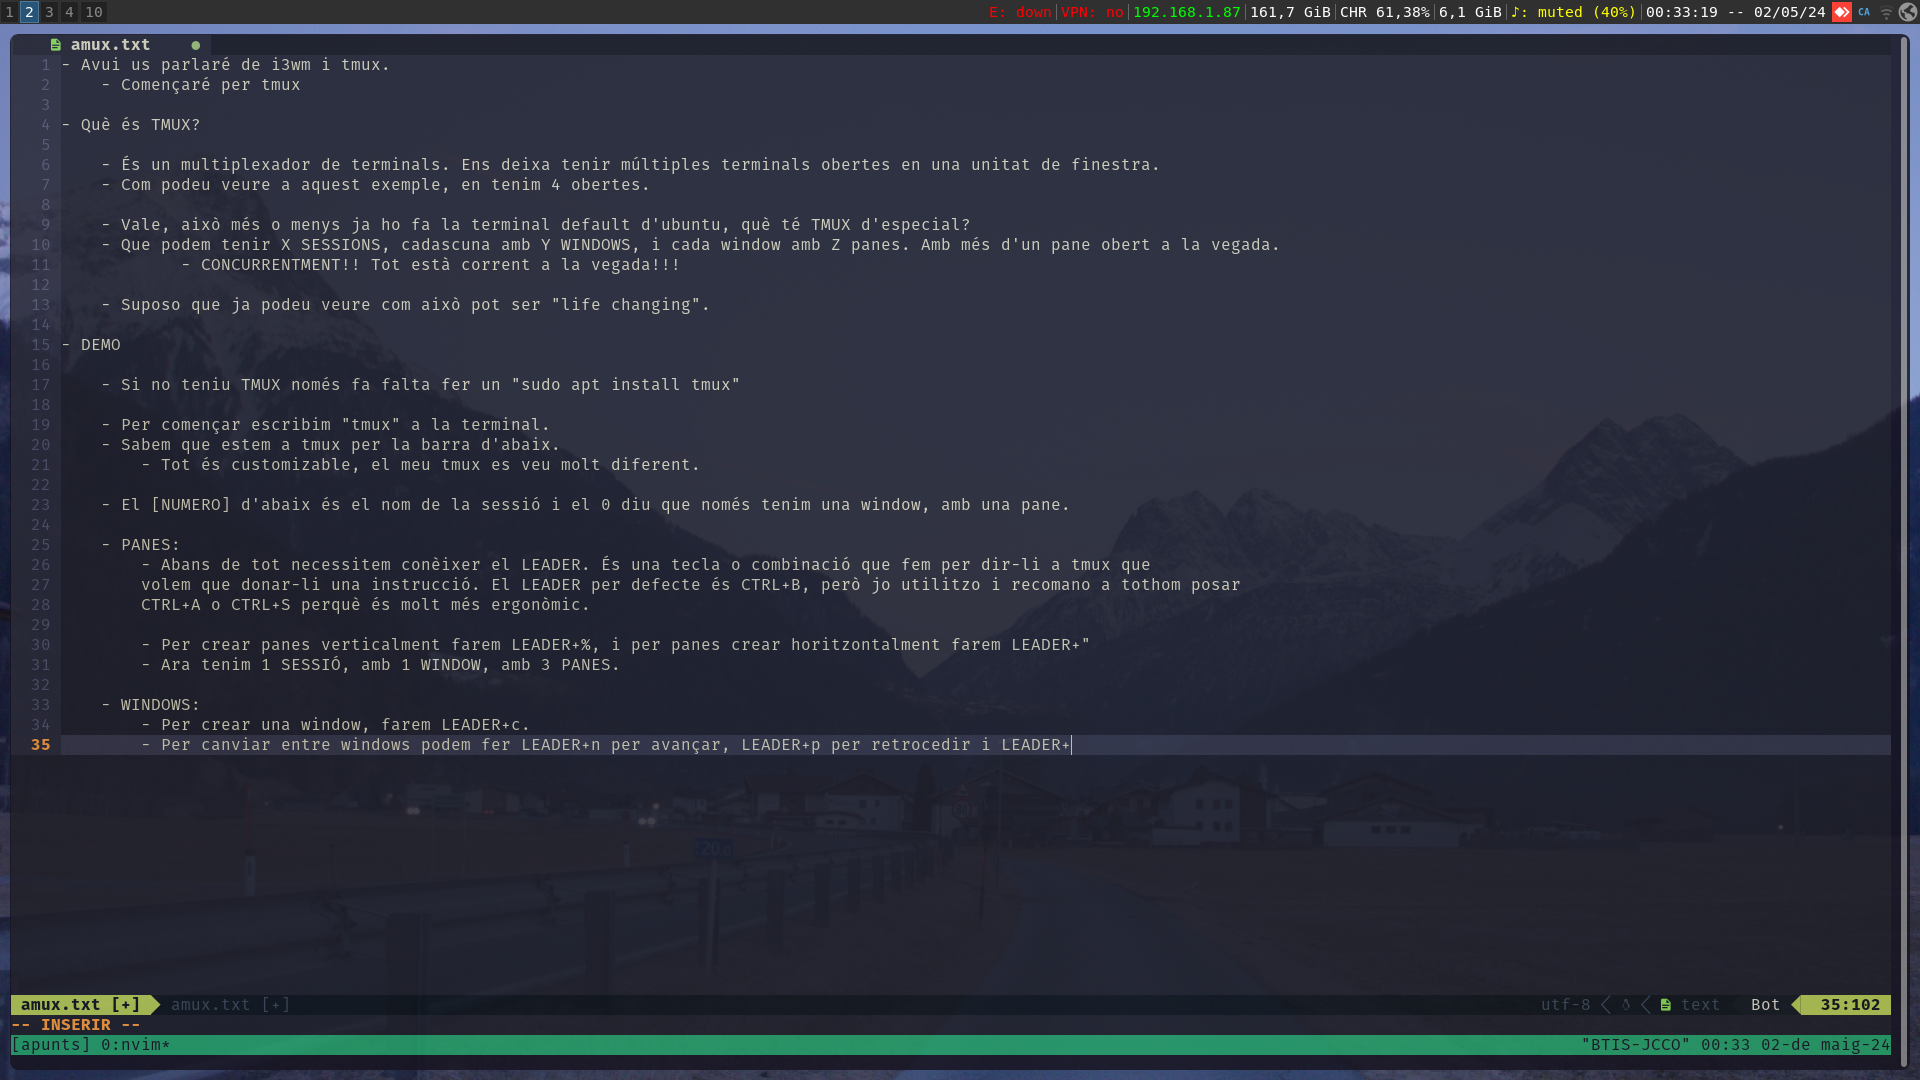 1 2 3 4 10 E: down|VPN: no|192.168.1.87|161,7 GiB|CHR 61,38%|6,1 GiB|♪: muted (40%)|00:33:19 -- 02/05/24 CA
amux.txt ●
1 - Avui us parlaré de i3wm i tmux.
2 - Començaré per tmux
3
4 - Què és TMUX?
5
6 - És un multiplexador de terminals. Ens deixa tenir múltiples terminals obertes en una unitat de finestra.
7 - Com podeu veure a aquest exemple, en tenim 4 obertes.
8
9 - Vale, això més o menys ja ho fa la terminal default d'ubuntu, què té TMUX d'especial?
10 - Que podem tenir X SESSIONS, cadascuna amb Y WINDOWS, i cada window amb Z panes. Amb més d'un pane obert a la vegada.
11 - CONCURRENTMENT!! Tot està corrent a la vegada!!!
12
13 - Suposo que ja podeu veure com això pot ser "life changing".
14
15 - DEMO
16
17 - Si no teniu TMUX només fa falta fer un "sudo apt install tmux"
18
19 - Per començar escribim "tmux" a la terminal.
20 - Sabem que estem a tmux per la barra d'abaix.
21 - Tot és customizable, el meu tmux es veu molt diferent.
22
23 - El [NUMERO] d'abaix és el nom de la sessió i el 0 diu que només tenim una window, amb una pane.
24
25 - PANES:
26 - Abans de tot necessitem conèixer el LEADER. És una tecla o combinació que fem per dir-li a tmux que
27 volem que donar-li una instrucció. El LEADER per defecte és CTRL+B, però jo utilitzo i recomano a tothom posar
28 CTRL+A o CTRL+S perquè és molt més ergonòmic.
29
30 - Per crear panes verticalment farem LEADER+%, i per panes crear horitzontalment farem LEADER+"
31 - Ara tenim 1 SESSIÓ, amb 1 WINDOW, amb 3 PANES.
32
33 - WINDOWS:
34 - Per crear una window, farem LEADER+c.
35 - Per canviar entre windows podem fer LEADER+n per avançar, LEADER+p per retrocedir i LEADER+
amux.txt [+] amux.txt [+] utf-8 text Bot 35:102
-- INSERIR --
[apunts] 0:nvim* "BTIS-JCCO" 00:33 02-de maig-24